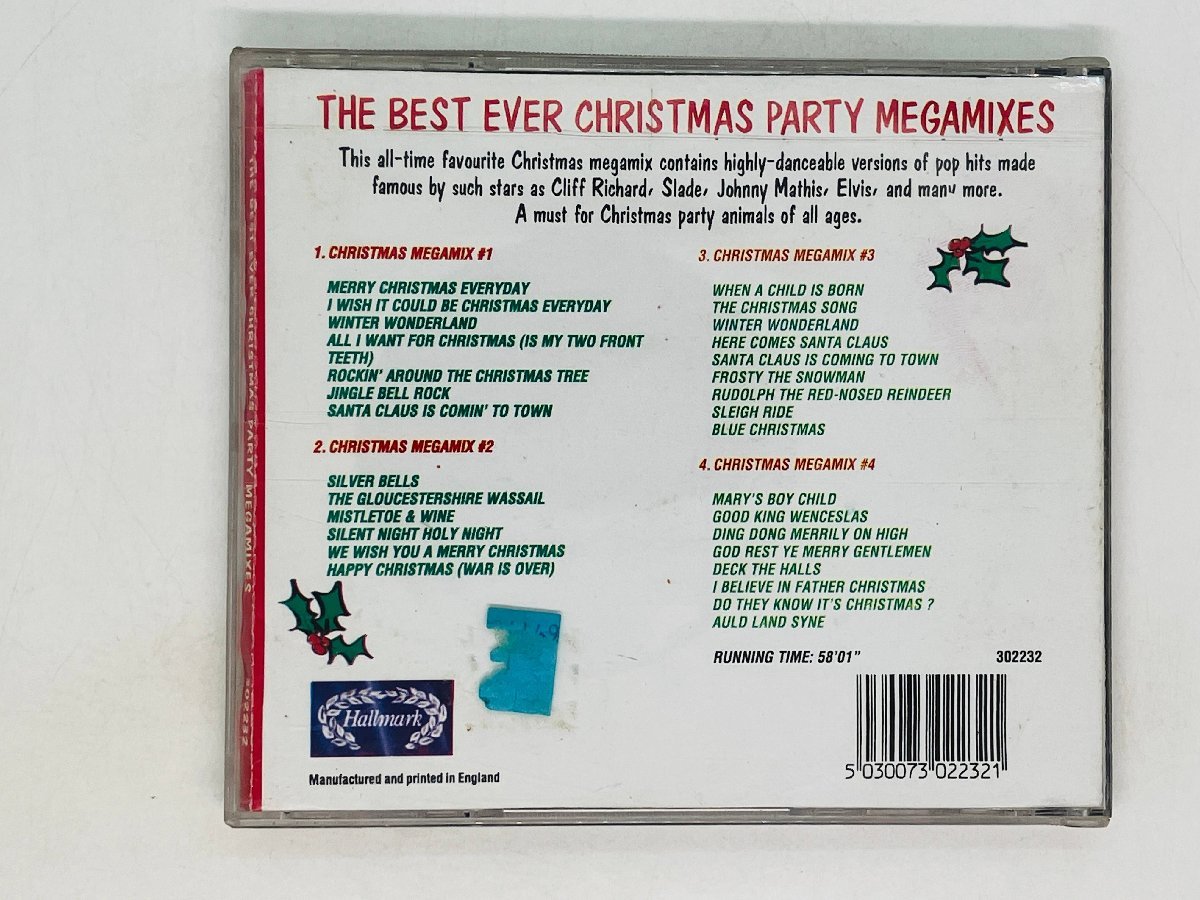 THE BEST EVER CHRISTMAS PARTY MEGAMIXES
This all-time favourite Christmas megamix contains highly-danceable versions of pop hits made
famous by such stars as Cliff Richard, Slade, Johnny Mathis, Elvis, and many more.
A must for Christmas party animals of all ages.
1. CHRISTMAS MEGAMIX #1
MERRY CHRISTMAS EVERYDAY
I WISH IT COULD BE CHRISTMAS EVERYDAY
WINTER WONDERLAND
ALL I WANT FOR CHRISTMAS (IS MY TWO FRONT
TEETH)
ROCKIN' AROUND THE CHRISTMAS TREE
JINGLE BELL ROCK
SANTA CLAUS IS COMIN' TO TOWN
2. CHRISTMAS MEGAMIX #2
SILVER BELLS
THE GLOUCESTERSHIRE WASSAIL
MISTLETOE & WINE
SILENT NIGHT HOLY NIGHT
WE WISH YOU A MERRY CHRISTMAS
HAPPY CHRISTMAS (WAR IS OVER)
3. CHRISTMAS MEGAMIX #3
WHEN A CHILD IS BORN
THE CHRISTMAS SONG
WINTER WONDERLAND
HERE COMES SANTA CLAUS
SANTA CLAUS IS COMING TO TOWN
FROSTY THE SNOWMAN
RUDOLPH THE RED-NOSED REINDEER
SLEIGH RIDE
BLUE CHRISTMAS
4. CHRISTMAS MEGAMIX #4
MARY'S BOY CHILD
GOOD KING WENCESLAS
DING DONG MERRILY ON HIGH
GOD REST YE MERRY GENTLEMEN
DECK THE HALLS
I BELIEVE IN FATHER CHRISTMAS
DO THEY KNOW IT'S CHRISTMAS ?
AULD LAND SYNE
RUNNING TIME: 58'01"
302232
5 030073 022321
Hallmark
Manufactured and printed in England
THE BEST EVER CHRISTMAS PARTY MEGAMIXES
302232